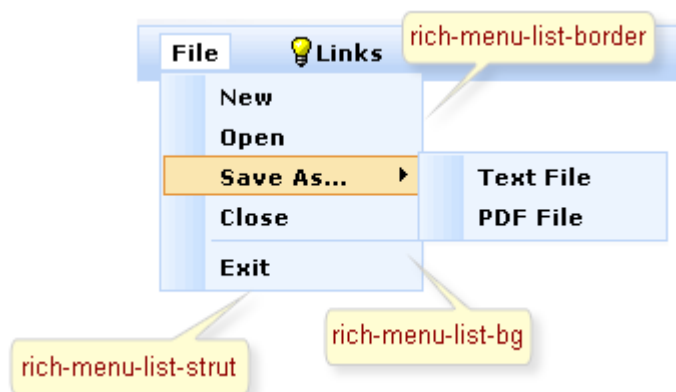 rich-menu-list-border
File Links
New
Open
Save As...
Text File
Close
PDF File
Exit
rich-menu-list-bg
rich-menu-list-strut